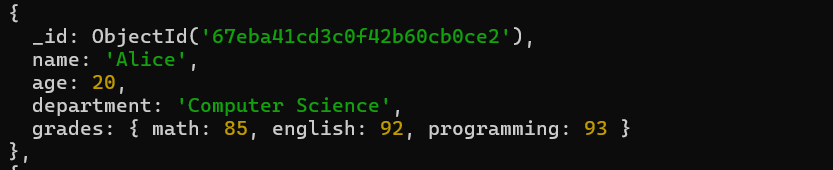 {
  _id: ObjectId('67eba41cd3c0f42b60cb0ce2'),
  name: 'Alice',
  age: 20,
  department: 'Computer Science',
  grades: { math: 85, english: 92, programming: 93 }
},
{